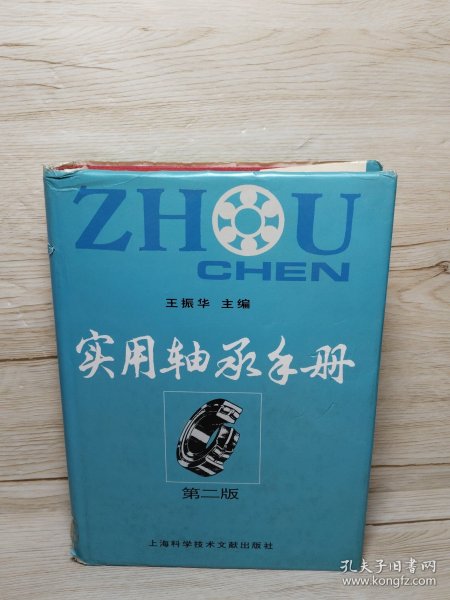 ZHOU
CHEN
王振华 主编
实用轴承手册
第二版
上海科学技术文献出版社
孔夫子旧书网
www.kongfz.com